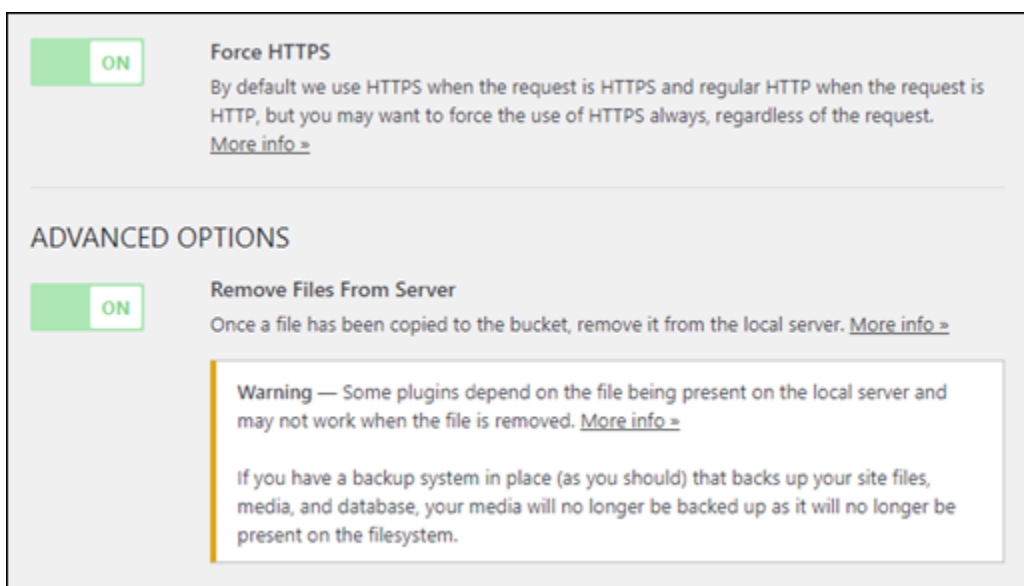 ON
Force HTTPS
By default we use HTTPS when the request is HTTPS and regular HTTP when the request is
HTTP, but you may want to force the use of HTTPS always, regardless of the request.
More info »
ADVANCED OPTIONS
ON
Remove Files From Server
Once a file has been copied to the bucket, remove it from the local server. More info »
Warning — Some plugins depend on the file being present on the local server and
may not work when the file is removed. More info »
If you have a backup system in place (as you should) that backs up your site files,
media, and database, your media will no longer be backed up as it will no longer be
present on the filesystem.